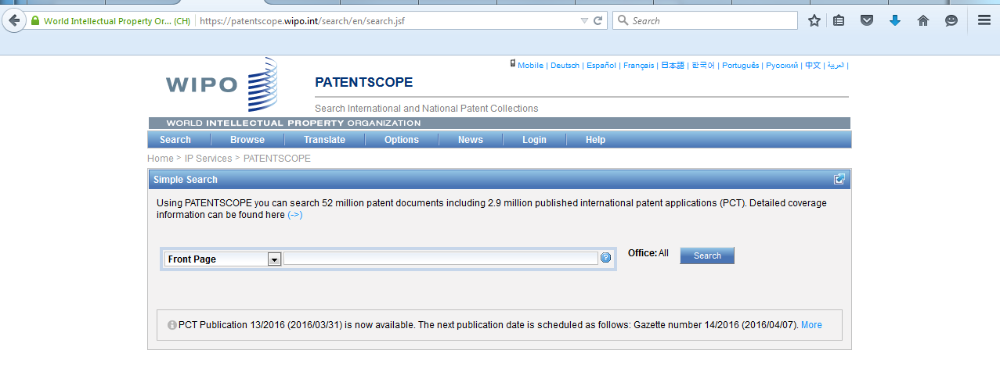 World Intellectual Property Or... (CH) https://patentscope.wipo.int/search/en/search.jsf Search
Mobile | Deutsch | Español | Français | 日本語 | 한국어 | Português | Русский | 中文 | العربية |
WIPO
PATENTSCOPE
Search International and National Patent Collections
WORLD INTELLECTUAL PROPERTY ORGANIZATION
Search Browse Translate Options News Login Help
Home > IP Services > PATENTSCOPE
Simple Search
Using PATENTSCOPE you can search 52 million patent documents including 2.9 million published international patent applications (PCT). Detailed coverage
information can be found here (->)
Front Page ? Office: All Search
PCT Publication 13/2016 (2016/03/31) is now available. The next publication date is scheduled as follows: Gazette number 14/2016 (2016/04/07). More